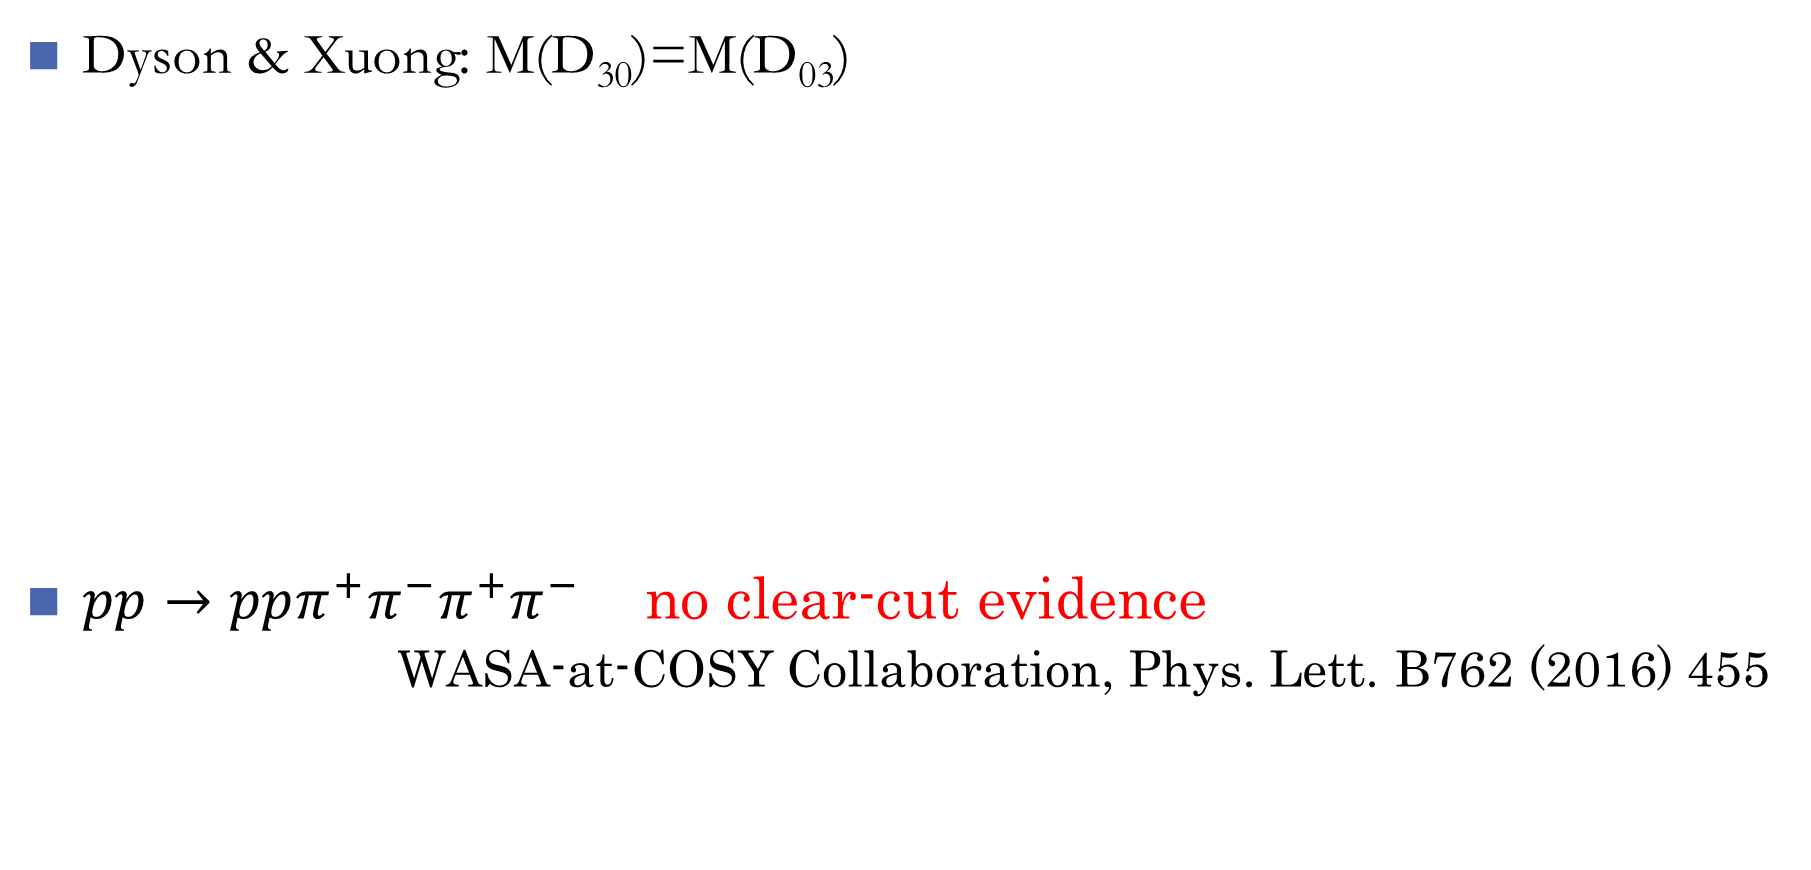 Dyson & Xuong: M(D₃₀)=M(D₀₃)
pp → ppπ⁺π⁻π⁺π⁻ no clear-cut evidence
WASA-at-COSY Collaboration, Phys. Lett. B762 (2016) 455